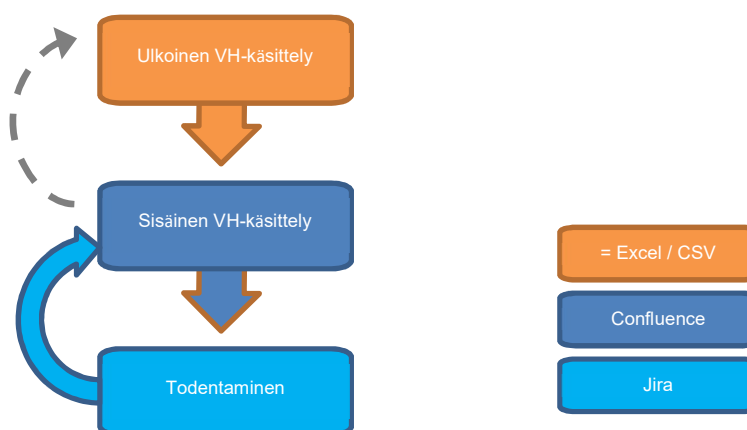 Ulkoinen VH-käsittely
Sisäinen VH-käsittely
Todentaminen
= Excel / CSV
Confluence
Jira